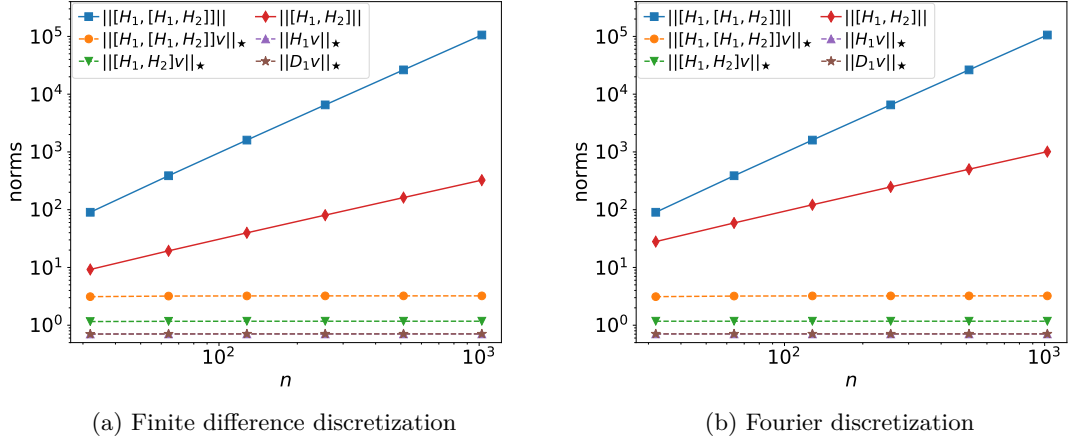 ||[H₁, [H₁, H₂]]||
||[H₁, [H₁, H₂]]v||★
||[H₁, H₂]v||★
||[H₁, H₂]||
||H₁v||★
||D₁v||★
norms
10⁵
10⁴
10³
10²
10¹
10⁰
10² 10³
n
(a) Finite difference discretization
||[H₁, [H₁, H₂]]||
||[H₁, [H₁, H₂]]v||★
||[H₁, H₂]v||★
||[H₁, H₂]||
||H₁v||★
||D₁v||★
norms
10⁵
10⁴
10³
10²
10¹
10⁰
10² 10³
n
(b) Fourier discretization